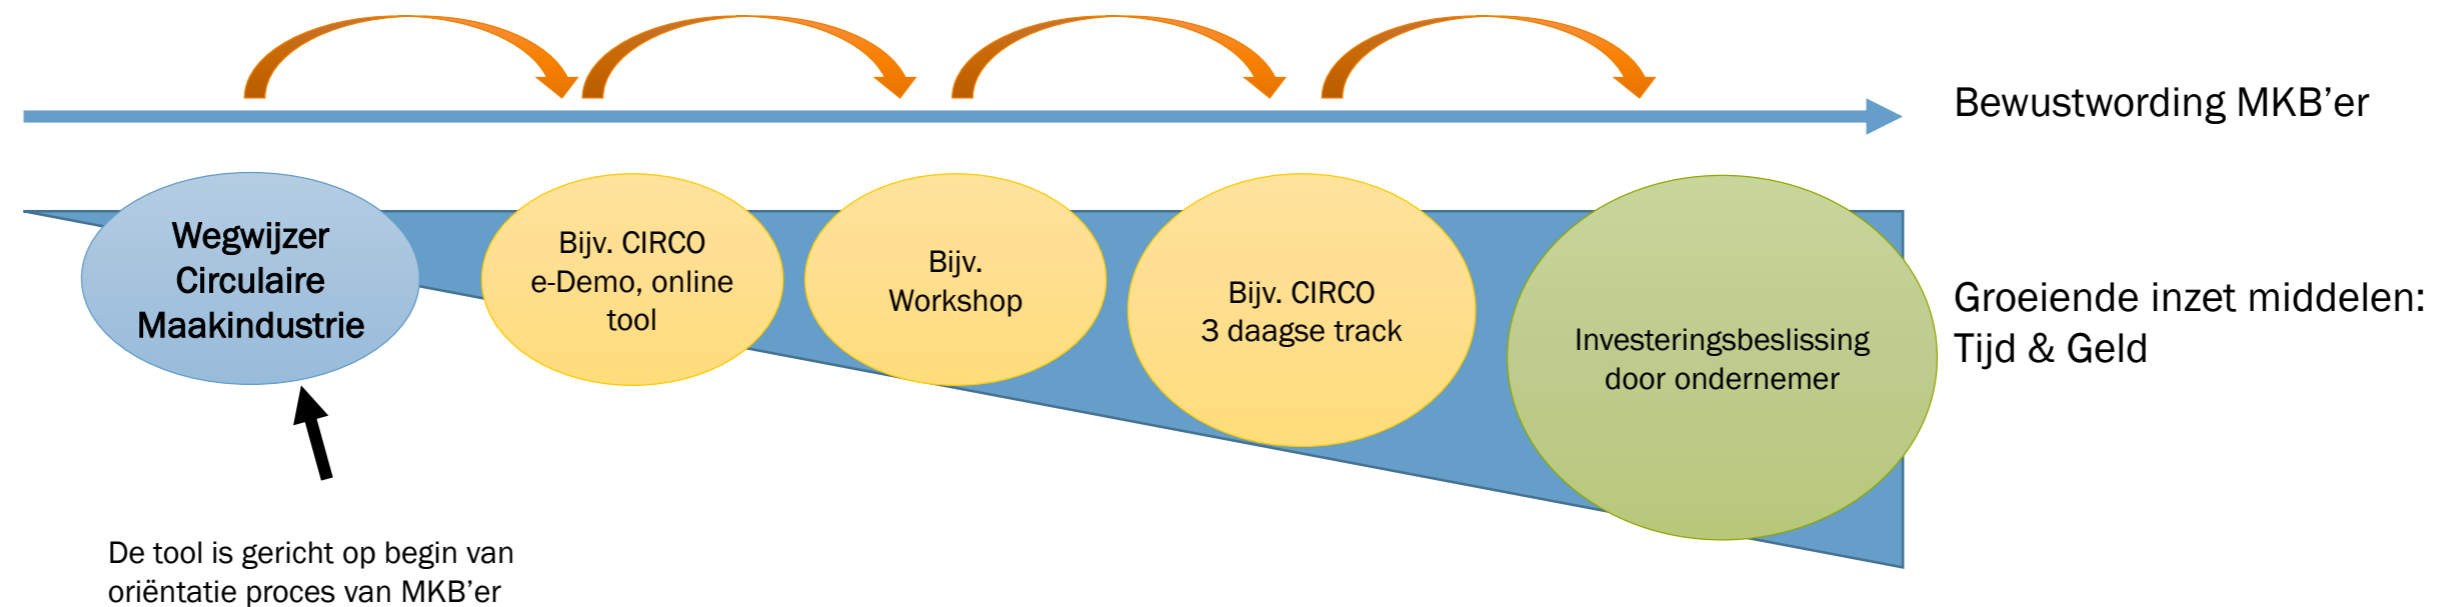 Bewustwording MKB’er
Wegwijzer
Circulaire
Maakindustrie
Bijv. CIRCO
e-Demo, online
tool
Bijv.
Workshop
Bijv. CIRCO
3 daagse track
Investeringsbeslissing
door ondernemer
Groeiende inzet middelen:
Tijd & Geld
De tool is gericht op begin van
oriëntatie proces van MKB’er